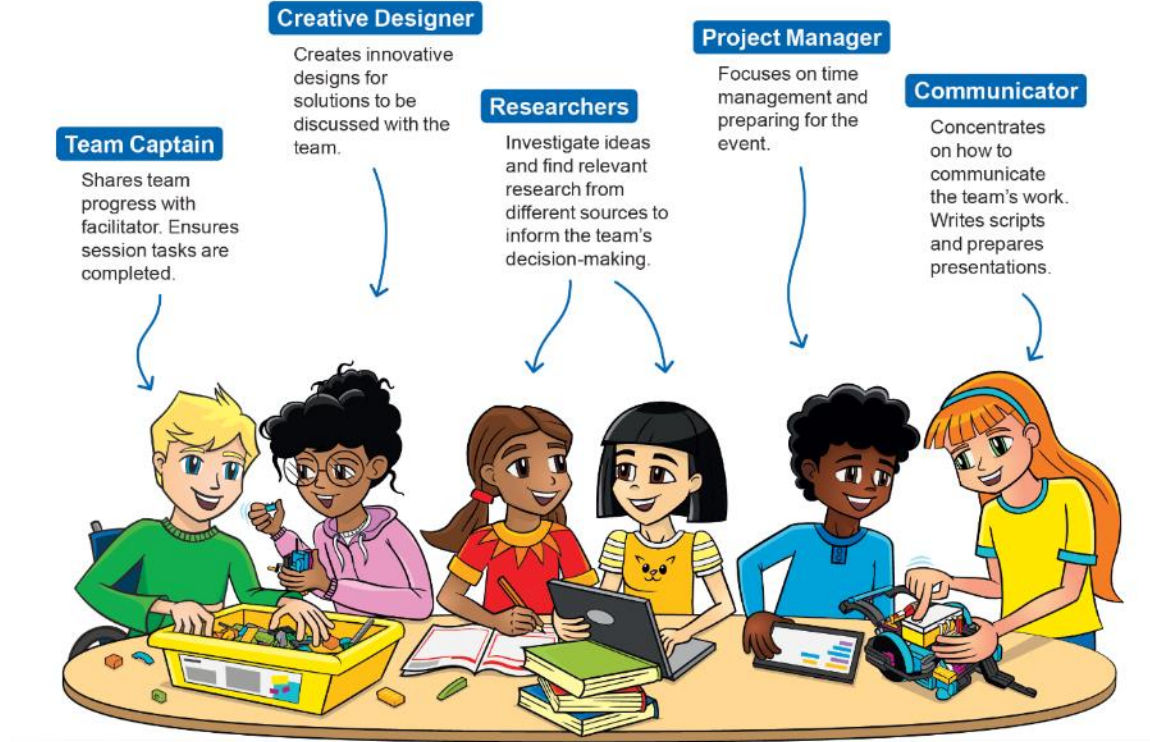 Team Captain
Shares team
progress with
facilitator. Ensures
session tasks are
completed.
Creative Designer
Creates innovative
designs for
solutions to be
discussed with the
team.
Researchers
Investigate ideas
and find relevant
research from
different sources to
inform the team's
decision-making.
Project Manager
Focuses on time
management and
preparing for the
event.
Communicator
Concentrates
on how to
communicate
the team's work.
Writes scripts
and prepares
presentations.